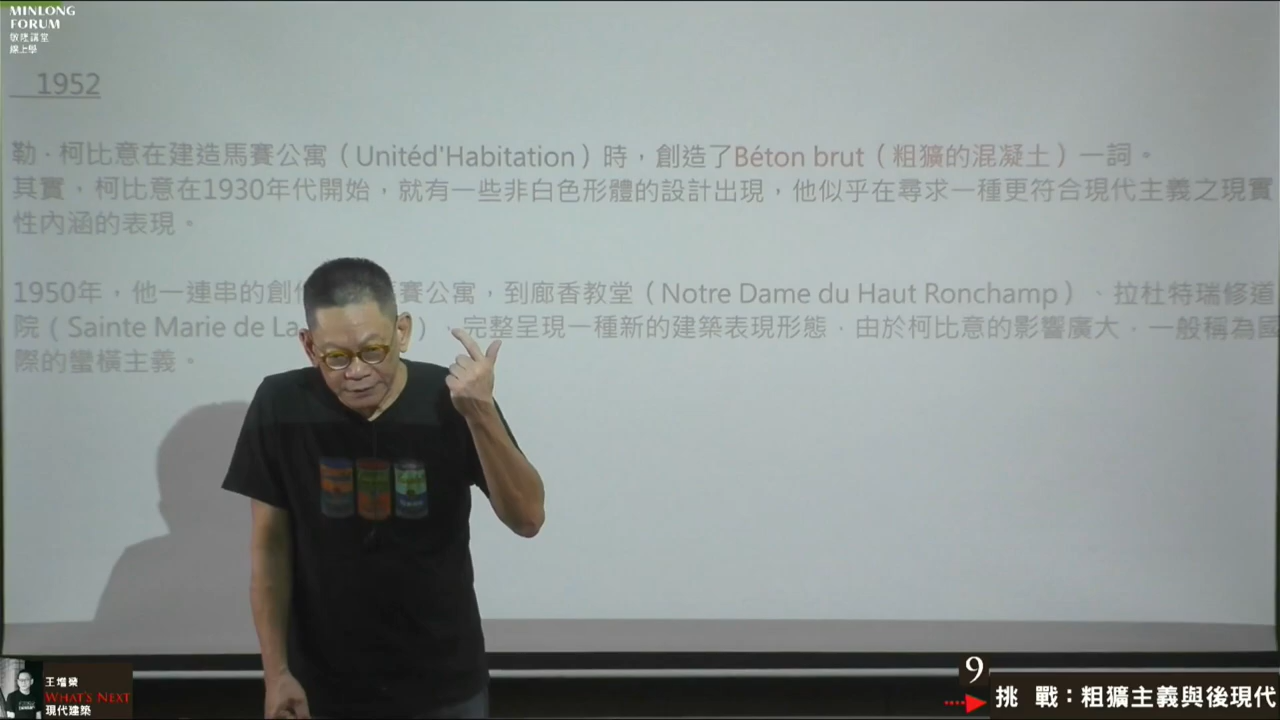 MINLONG
FORUM
敏隆講堂
線上學
1952
勒．柯比意在建造馬賽公寓（Unitéd'Habitation）時，創造了Béton brut（粗獷的混凝土）一詞。
其實，柯比意在1930年代開始，就有一些非白色形體的設計出現，他似乎在尋求一種更符合現代主義之現實
性內涵的表現。
1950年，他一連串的創 賽公寓，到廊香教堂（Notre Dame du Haut Ronchamp）、拉杜特瑞修道
院（Sainte Marie de La ），完整呈現一種新的建築表現形態，由於柯比意的影響廣大，一般稱為國
際的蠻橫主義。
王增榮
WHAT'S NEXT
現代建築
9
挑 戰：粗獷主義與後現代